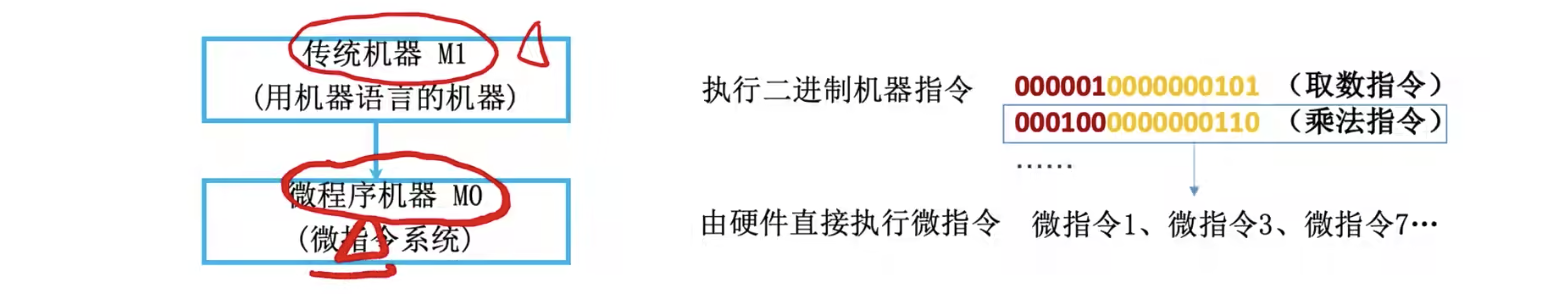 传统机器 M1
(用机器语言的机器)
执行二进制机器指令
0000010000000101 （取数指令）
0001000000000110 （乘法指令）
……
微程序机器 M0
(微指令系统)
由硬件直接执行微指令
微指令1、微指令3、微指令7…